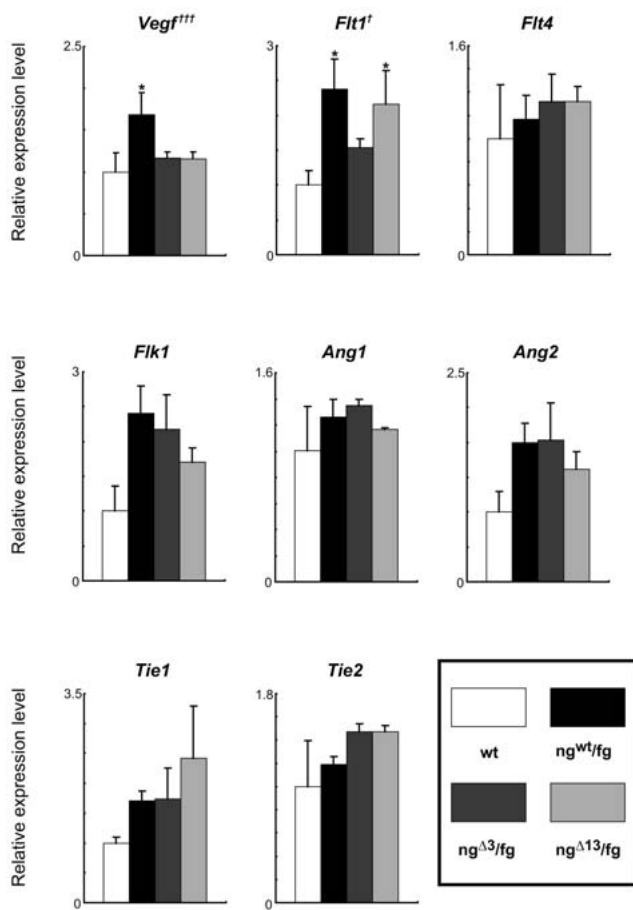 Vegf††† Flt1† Flt4
2.5 3 1.6
* * *
Relative expression level
0 0 0
Flk1 Ang1 Ang2
3 1.6 2.5
Relative expression level
0 0 0
Tie1 Tie2
3.5 1.8
Relative expression level
0 0
wt ngwt/fg
ngΔ3/fg ngΔ13/fg